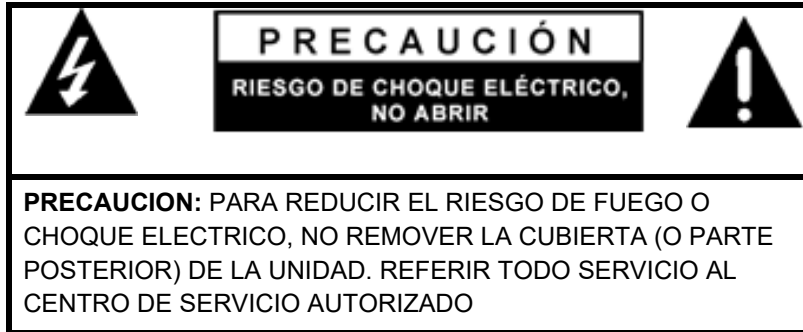 PRECAUCIÓN
RIESGO DE CHOQUE ELÉCTRICO,
NO ABRIR
PRECAUCION: PARA REDUCIR EL RIESGO DE FUEGO O
CHOQUE ELECTRICO, NO REMOVER LA CUBIERTA (O PARTE
POSTERIOR) DE LA UNIDAD. REFERIR TODO SERVICIO AL
CENTRO DE SERVICIO AUTORIZADO